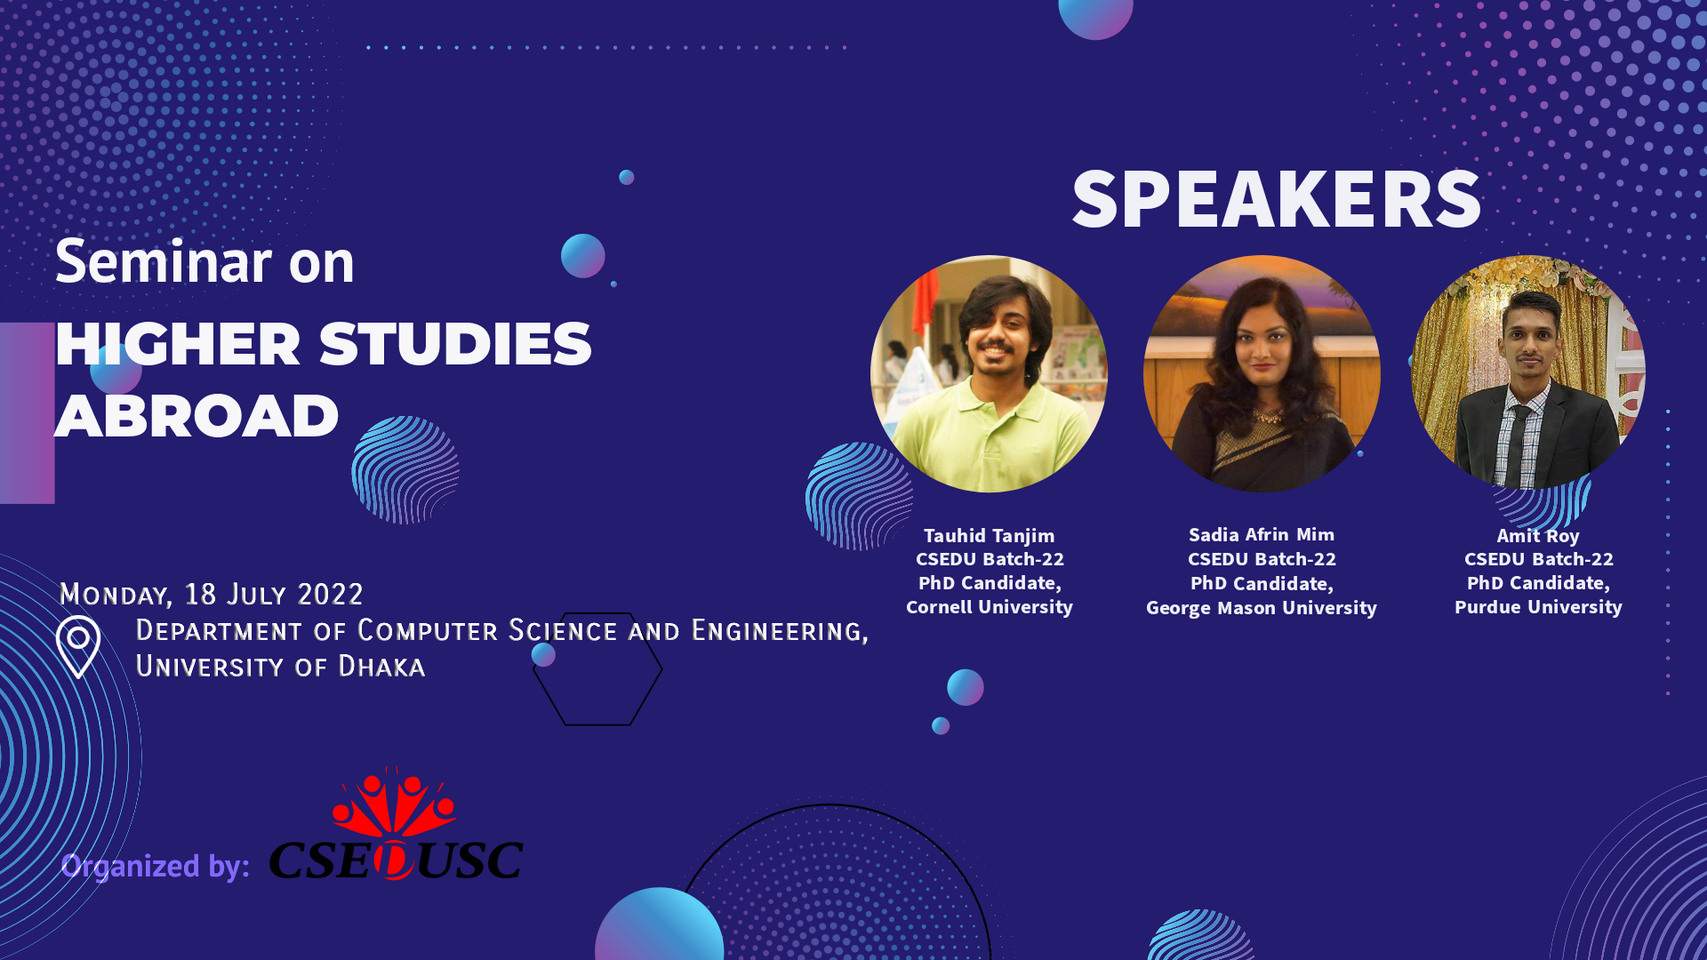 Seminar on
HIGHER STUDIES
ABROAD
Monday, 18 July 2022
Department of Computer Science and Engineering,
University of Dhaka
Organized by:
CSEDUSC
SPEAKERS
Tauhid Tanjim
CSEDU Batch-22
PhD Candidate,
Cornell University
Sadia Afrin Mim
CSEDU Batch-22
PhD Candidate,
George Mason University
Amit Roy
CSEDU Batch-22
PhD Candidate,
Purdue University